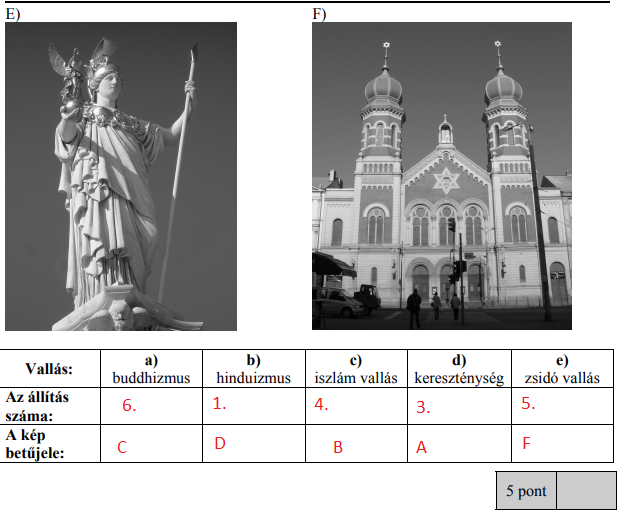 E)
F)
Vallás:
a) buddhizmus
b) hinduizmus
c) iszlám vallás
d) kereszténység
e) zsidó vallás
Az állítás száma:
6.
1.
4.
3.
5.
A kép betűjele:
C
D
B
A
F
5 pont